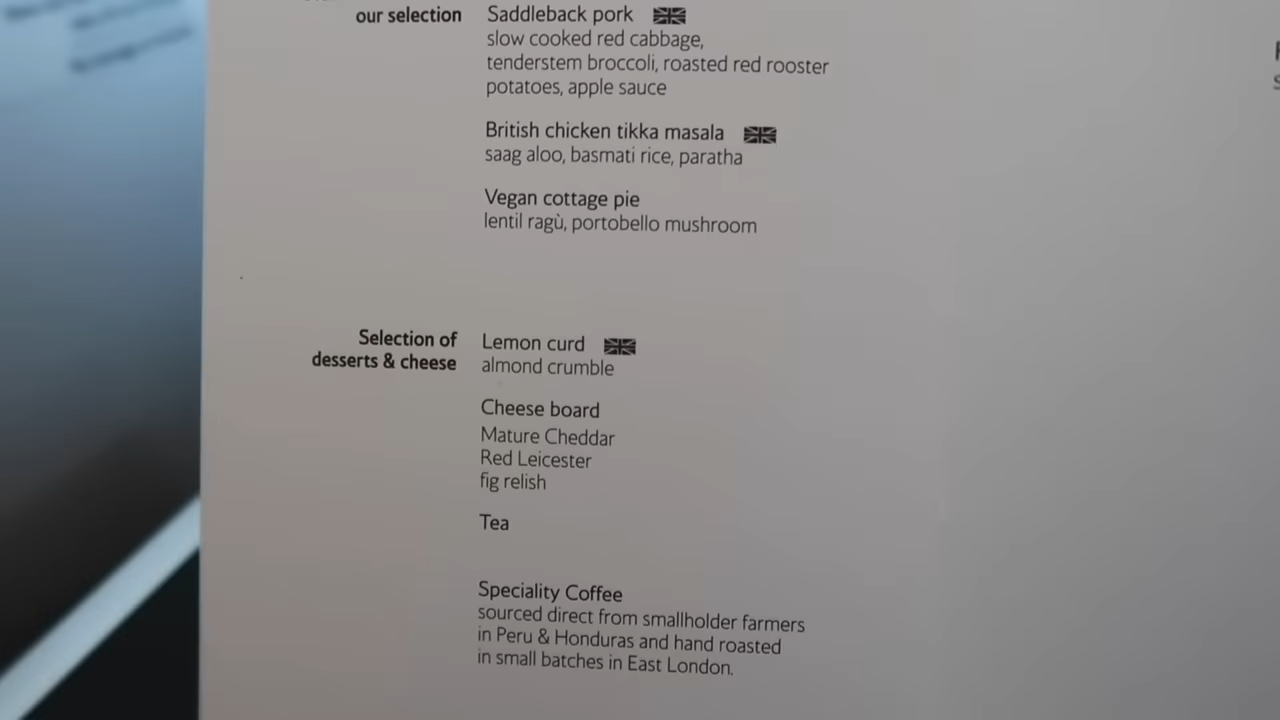 our selection
Saddleback pork
slow cooked red cabbage,
tenderstem broccoli, roasted red rooster
potatoes, apple sauce
British chicken tikka masala
saag aloo, basmati rice, paratha
Vegan cottage pie
lentil ragù, portobello mushroom
Selection of
desserts & cheese
Lemon curd
almond crumble
Cheese board
Mature Cheddar
Red Leicester
fig relish
Tea
Speciality Coffee
sourced direct from smallholder farmers
in Peru & Honduras and hand roasted
in small batches in East London.